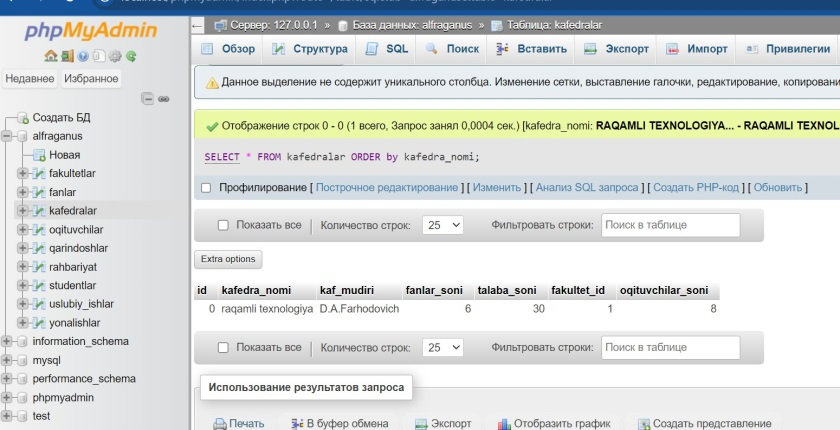 phpMyAdmin
Недавнее Избранное
Создать БД
alfraganus
Новая
fakultetlar
fanlar
kafedralar
oqituvchilar
qarindoshlar
rahbariyat
studentlar
uslubiy_ishlar
yonalishlar
information_schema
mysql
performance_schema
phpmyadmin
test
Сервер: 127.0.0.1 » База данных: alfraganus » Таблица: kafedralar
Обзор Структура SQL Поиск Вставить Экспорт Импорт Привилегии
Данное выделение не содержит уникального столбца. Изменение сетки, выставление галочки, редактирование, копировани
Отображение строк 0 - 0 (1 всего, Запрос занял 0,0004 сек.) [kafedra_nomi: RAQAMLI TEXNOLOGIYA... - RAQAMLI TEXNOL
SELECT * FROM kafedralar ORDER by kafedra_nomi;
Профилирование [ Построчное редактирование ] [ Изменить ] [ Анализ SQL запроса ] [ Создать PHP-код ] [ Обновить ]
Показать все | Количество строк: 25 Фильтровать строки: Поиск в таблице
Extra options
id kafedra_nomi kaf_mudiri fanlar_soni talaba_soni fakultet_id oqituvchilar_soni
0 raqamli texnologiya D.A.Farhodovich 6 30 1 8
Показать все | Количество строк: 25 Фильтровать строки: Поиск в таблице
Использование результатов запроса
Печать В буфер обмена Экспорт Отобразить график Создать представление